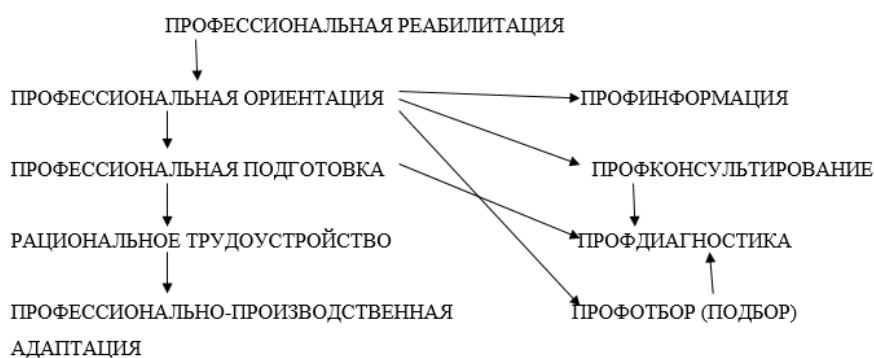 ПРОФЕССИОНАЛЬНАЯ РЕАБИЛИТАЦИЯ
ПРОФЕССИОНАЛЬНАЯ ОРИЕНТАЦИЯ
ПРОФИНФОРМАЦИЯ
ПРОФЕССИОНАЛЬНАЯ ПОДГОТОВКА
ПРОФКОНСУЛЬТИРОВАНИЕ
РАЦИОНАЛЬНОЕ ТРУДОУСТРОЙСТВО
ПРОФДИАГНОСТИКА
ПРОФЕССИОНАЛЬНО-ПРОИЗВОДСТВЕННАЯ
ПРОФОТБОР (ПОДБОР)
АДАПТАЦИЯ